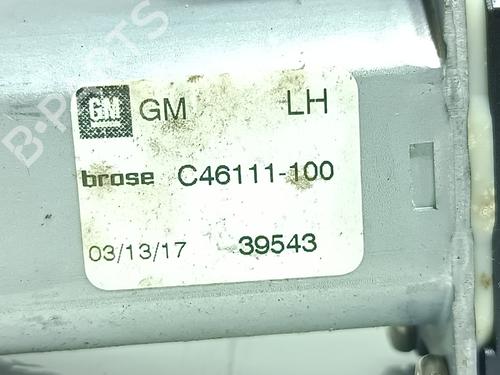 GM GM LH
brose C46111-100
03/13/17 39543
B-PARTS